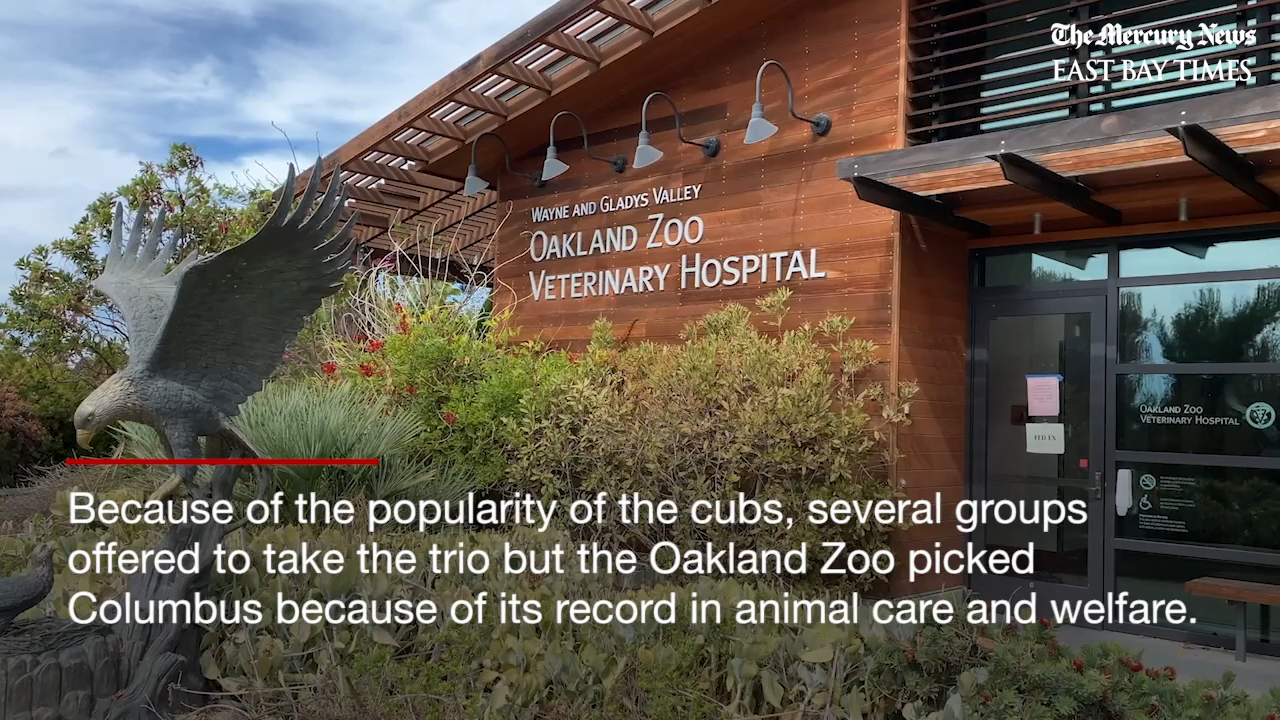 The Mercury News
EAST BAY TIMES
WAYNE AND GLADYS VALLEY
OAKLAND ZOO
VETERINARY HOSPITAL
OAKLAND ZOO
VETERINARY HOSPITAL
Because of the popularity of the cubs, several groups
offered to take the trio but the Oakland Zoo picked
Columbus because of its record in animal care and welfare.